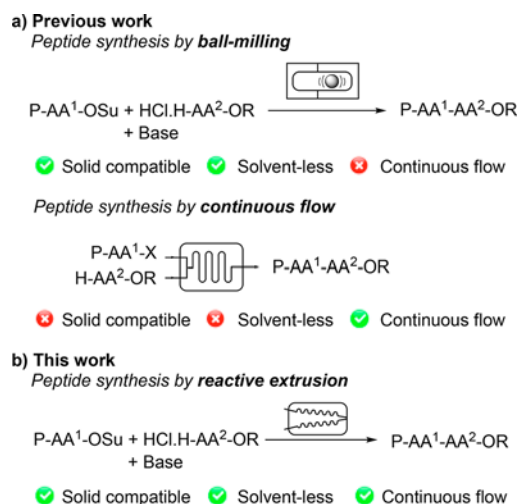 a) Previous work
Peptide synthesis by ball-milling
P-AA¹-OSu + HCl.H-AA²-OR
+ Base
P-AA¹-AA²-OR
Solid compatible Solvent-less Continuous flow
Peptide synthesis by continuous flow
P-AA¹-X
H-AA²-OR
P-AA¹-AA²-OR
Solid compatible Solvent-less Continuous flow
b) This work
Peptide synthesis by reactive extrusion
P-AA¹-OSu + HCl.H-AA²-OR
+ Base
P-AA¹-AA²-OR
Solid compatible Solvent-less Continuous flow